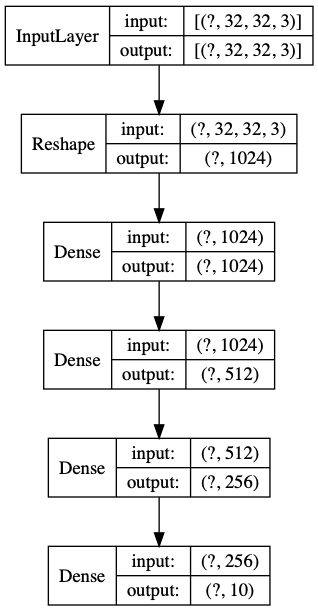 InputLayer input: [(?, 32, 32, 3)]
output: [(?, 32, 32, 3)]
Reshape input: (?, 32, 32, 3)
output: (?, 1024)
Dense input: (?, 1024)
output: (?, 1024)
Dense input: (?, 1024)
output: (?, 512)
Dense input: (?, 512)
output: (?, 256)
Dense input: (?, 256)
output: (?, 10)